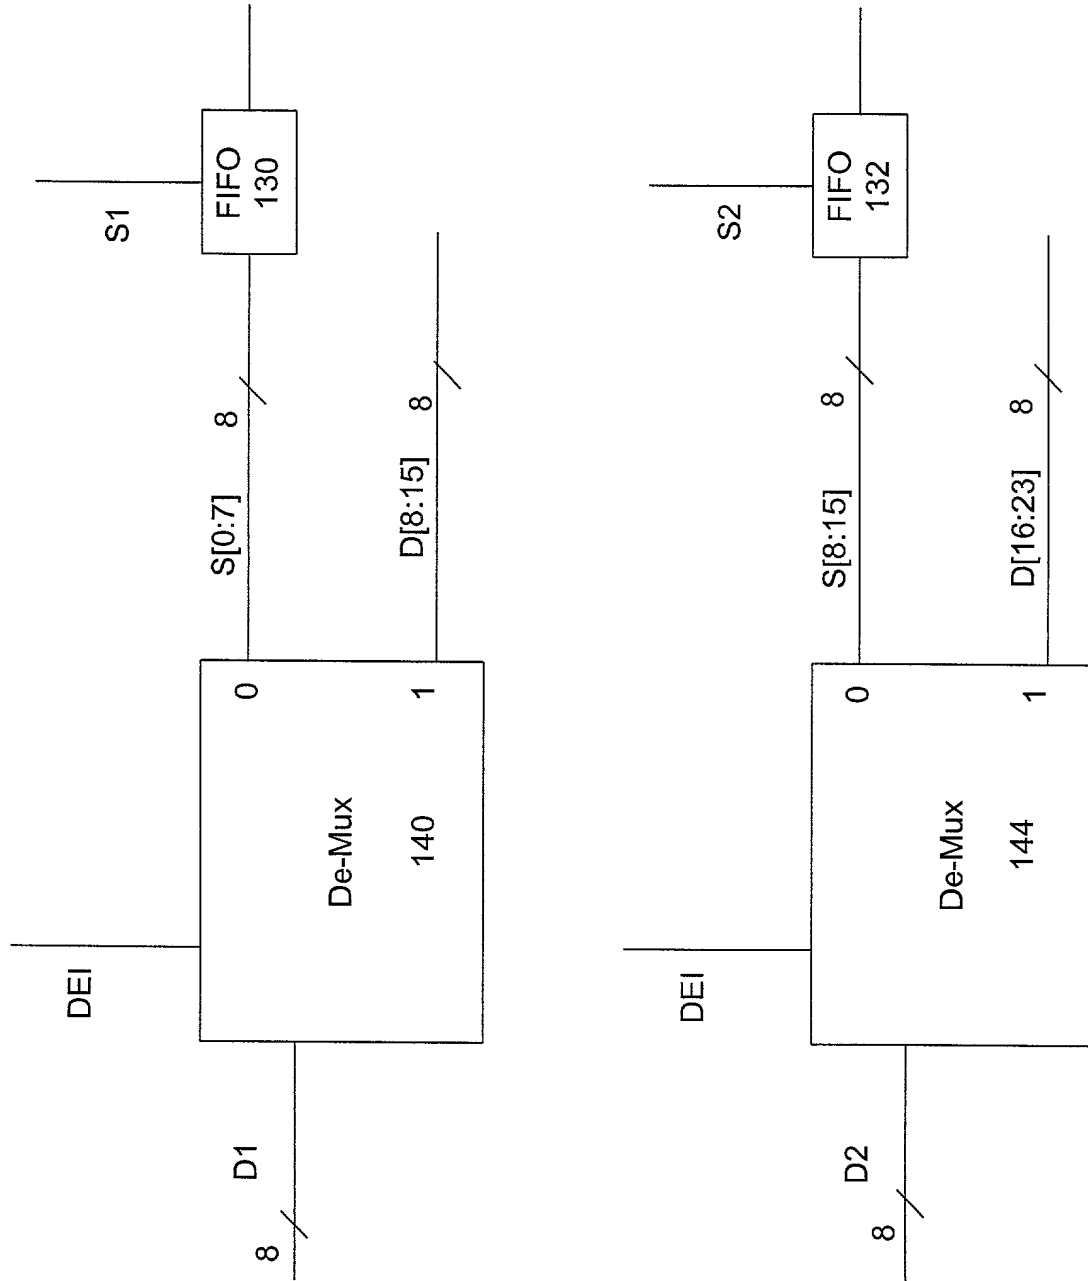 DEI
D1
8
De-Mux
140
0
1
S[0:7]
8
D[8:15]
8
S1
FIFO
130
DEI
D2
8
De-Mux
144
0
1
S[8:15]
8
D[16:23]
8
S2
FIFO
132